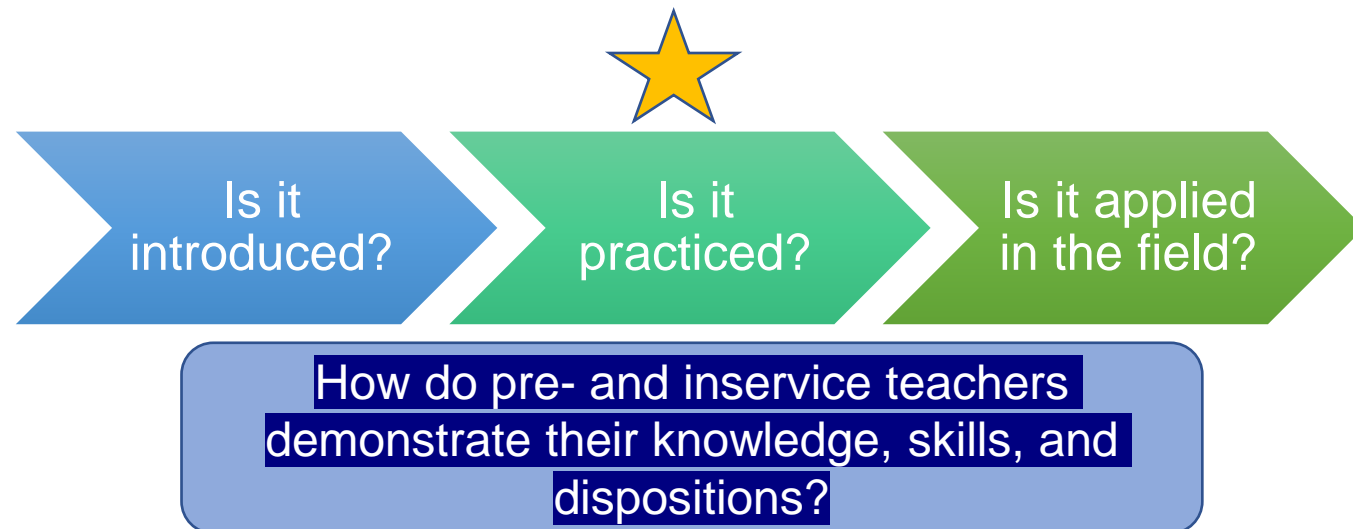 Is it
introduced?
Is it
practiced?
Is it applied
in the field?
How do pre- and inservice teachers
demonstrate their knowledge, skills, and
dispositions?